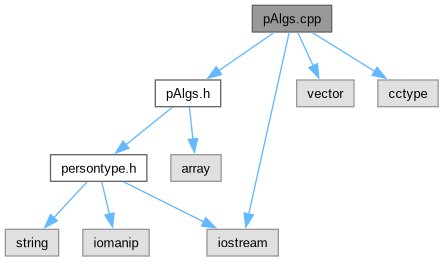 pAlgs.cpp
pAlgs.h
vector
cctype
persontype.h
array
string
iomanip
iostream